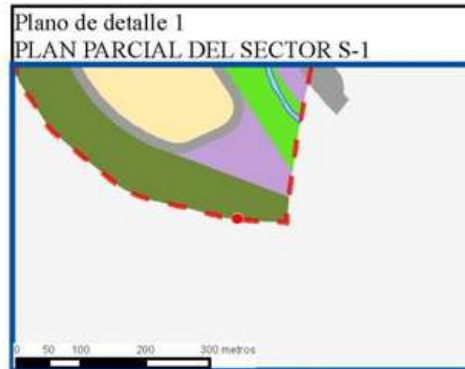 Plano de detalle 1
PLAN PARCIAL DEL SECTOR S-1
0 50 100 200 300 metros